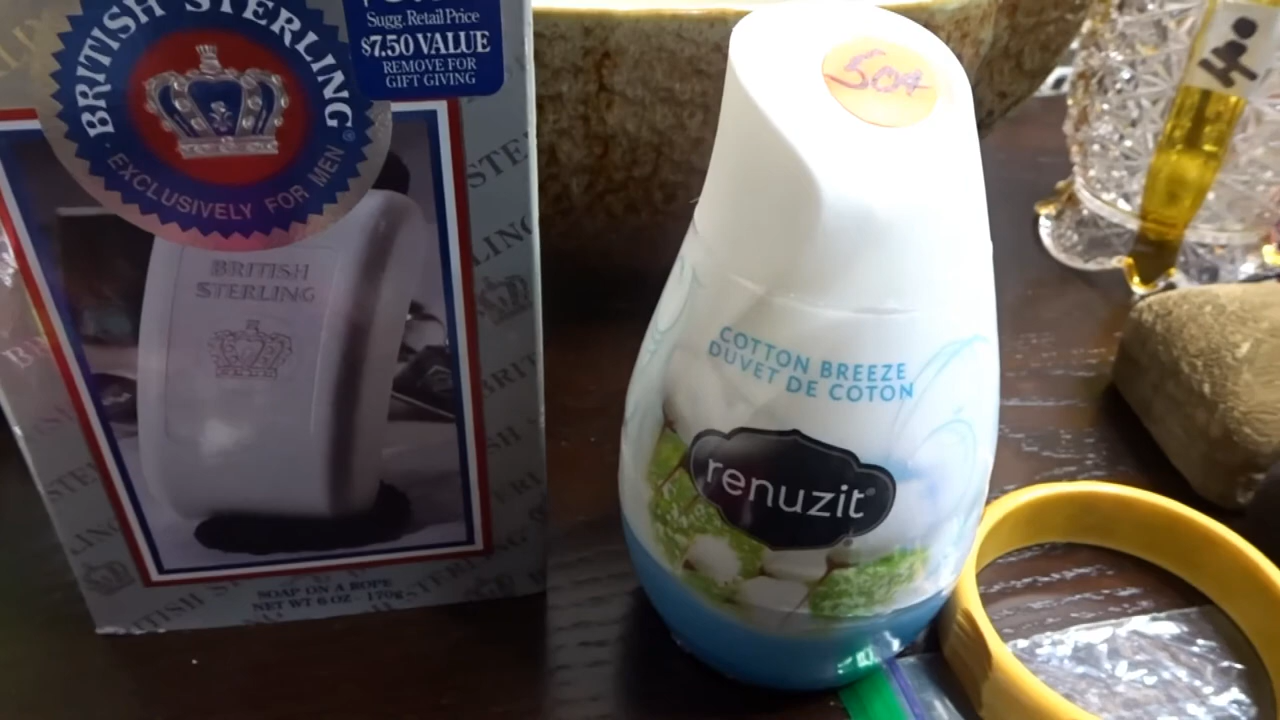 BRITISH STERLING®
EXCLUSIVELY FOR MEN
Sugg. Retail Price
$7.50 VALUE
REMOVE FOR
GIFT GIVING
BRITISH
STERLING
SOAP ON A ROPE
NET WT 6 OZ · 170g
50¢
COTTON BREEZE
DUVET DE COTON
renuzit®